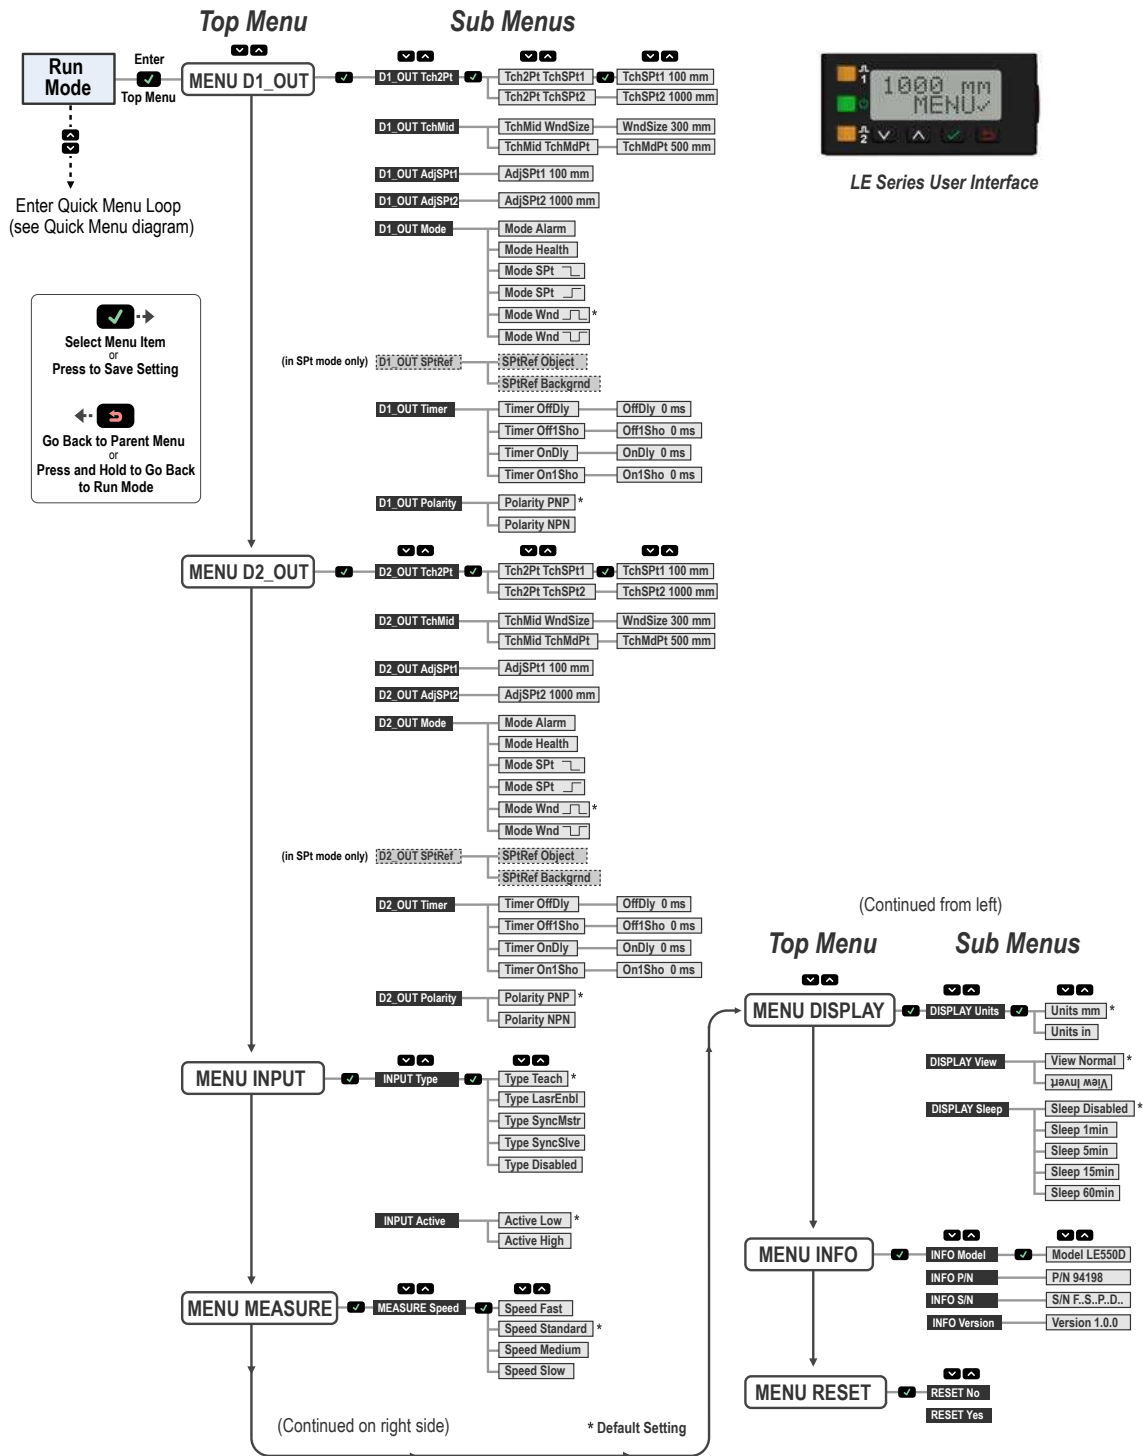 Top Menu
Sub Menus
Run Mode
Enter
Top Menu
MENU D1_OUT
D1_OUT Tch2Pt
Tch2Pt TchSPt1
TchSPt1 100 mm
Tch2Pt TchSPt2
TchSPt2 1000 mm
D1_OUT TchMid
TchMid WndSize
WndSize 300 mm
TchMid TchMdPt
TchMdPt 500 mm
D1_OUT AdjSPt1
AdjSPt1 100 mm
D1_OUT AdjSPt2
AdjSPt2 1000 mm
D1_OUT Mode
Mode Alarm
Mode Health
Mode SPt
Mode SPt
Mode Wnd *
Mode Wnd
(in SPt mode only)
D1_OUT SPtRef
SPtRef Object
SPtRef Backgrnd
D1_OUT Timer
Timer OffDly
OffDly 0 ms
Timer Off1Sho
Off1Sho 0 ms
Timer OnDly
OnDly 0 ms
Timer On1Sho
On1Sho 0 ms
D1_OUT Polarity
Polarity PNP *
Polarity NPN
Enter Quick Menu Loop
(see Quick Menu diagram)
Select Menu Item
or
Press to Save Setting
Go Back to Parent Menu
or
Press and Hold to Go Back
to Run Mode
1
2
1000 mm
MENU✓
LE Series User Interface
MENU D2_OUT
D2_OUT Tch2Pt
Tch2Pt TchSPt1
TchSPt1 100 mm
Tch2Pt TchSPt2
TchSPt2 1000 mm
D2_OUT TchMid
TchMid WndSize
WndSize 300 mm
TchMid TchMdPt
TchMdPt 500 mm
D2_OUT AdjSPt1
AdjSPt1 100 mm
D2_OUT AdjSPt2
AdjSPt2 1000 mm
D2_OUT Mode
Mode Alarm
Mode Health
Mode SPt
Mode SPt
Mode Wnd *
Mode Wnd
(in SPt mode only)
D2_OUT SPtRef
SPtRef Object
SPtRef Backgrnd
D2_OUT Timer
Timer OffDly
OffDly 0 ms
Timer Off1Sho
Off1Sho 0 ms
Timer OnDly
OnDly 0 ms
Timer On1Sho
On1Sho 0 ms
D2_OUT Polarity
Polarity PNP *
Polarity NPN
MENU INPUT
INPUT Type
Type Teach *
Type LasrEnbl
Type SyncMstr
Type SyncSlve
Type Disabled
INPUT Active
Active Low *
Active High
MENU MEASURE
MEASURE Speed
Speed Fast
Speed Standard *
Speed Medium
Speed Slow
(Continued on right side)
* Default Setting
(Continued from left)
Top Menu
Sub Menus
MENU DISPLAY
DISPLAY Units
Units mm *
Units in
DISPLAY View
View Normal *
View Invert
DISPLAY Sleep
Sleep Disabled *
Sleep 1min
Sleep 5min
Sleep 15min
Sleep 60min
MENU INFO
INFO Model
Model LE550D
INFO P/N
P/N 94198
INFO S/N
S/N F..S..P..D..
INFO Version
Version 1.0.0
MENU RESET
RESET No
RESET Yes